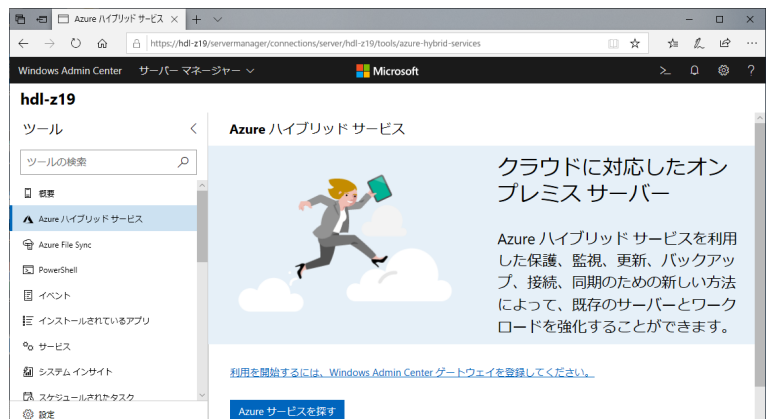 Azure ハイブリッド サービス
https://hdl-z19/servermanager/connections/server/hdl-z19/tools/azure-hybrid-services
Windows Admin Center サーバー マネージャー Microsoft
hdl-z19
ツール
ツールの検索
概要
Azure ハイブリッド サービス
Azure File Sync
PowerShell
イベント
インストールされているアプリ
サービス
システム インサイト
スケジュールされたタスク
設定
Azure ハイブリッド サービス
クラウドに対応したオン
プレミス サーバー
Azure ハイブリッド サービスを利用
した保護、監視、更新、バックアッ
プ、接続、同期のための新しい方法
によって、既存のサーバーとワーク
ロードを強化することができます。
利用を開始するには、Windows Admin Center ゲートウェイを登録してください。
Azure サービスを探す